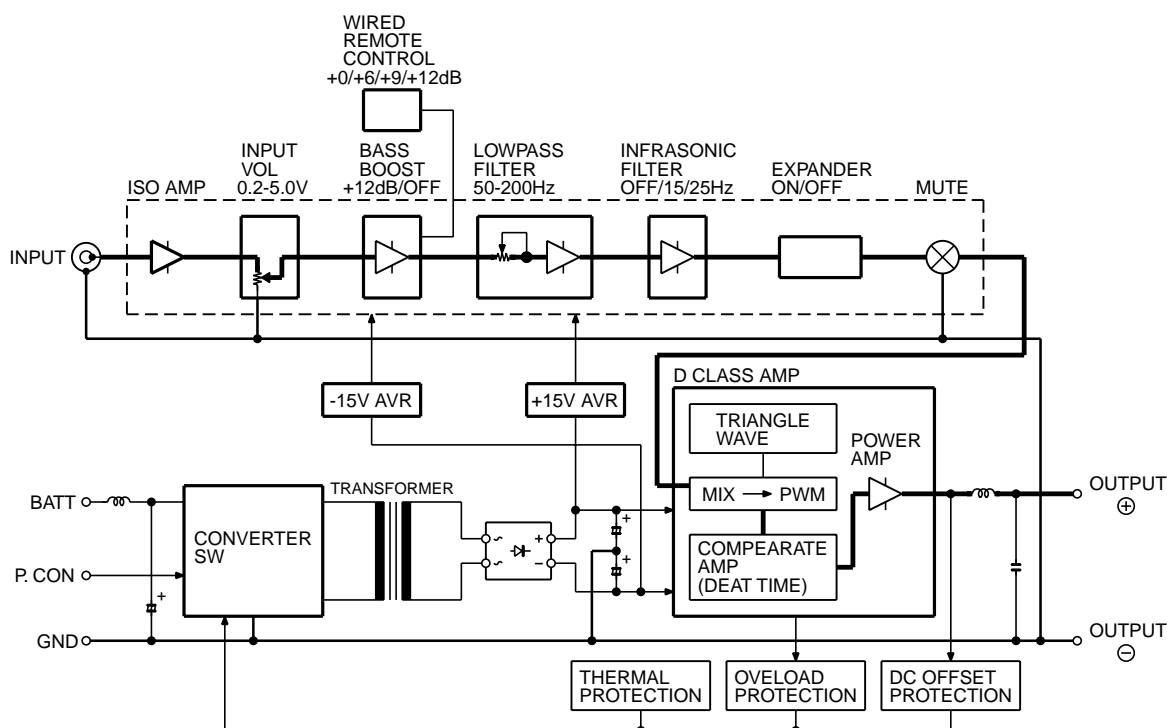 WIRED
REMOTE
CONTROL
+0/+6/+9/+12dB
ISO AMP
INPUT
VOL
0.2-5.0V
BASS
BOOST
+12dB/OFF
LOWPASS
FILTER
50-200Hz
INFRASONIC
FILTER
OFF/15/25Hz
EXPANDER
ON/OFF
MUTE
INPUT
-15V AVR
+15V AVR
D CLASS AMP
TRIANGLE
WAVE
POWER
AMP
MIX → PWM
COMPEARATE
AMP
(DEAT TIME)
BATT
P. CON
GND
CONVERTER
SW
TRANSFORMER
~
~
+
−
+
+
+
OUTPUT
⊕
OUTPUT
⊖
THERMAL
PROTECTION
OVELOAD
PROTECTION
DC OFFSET
PROTECTION